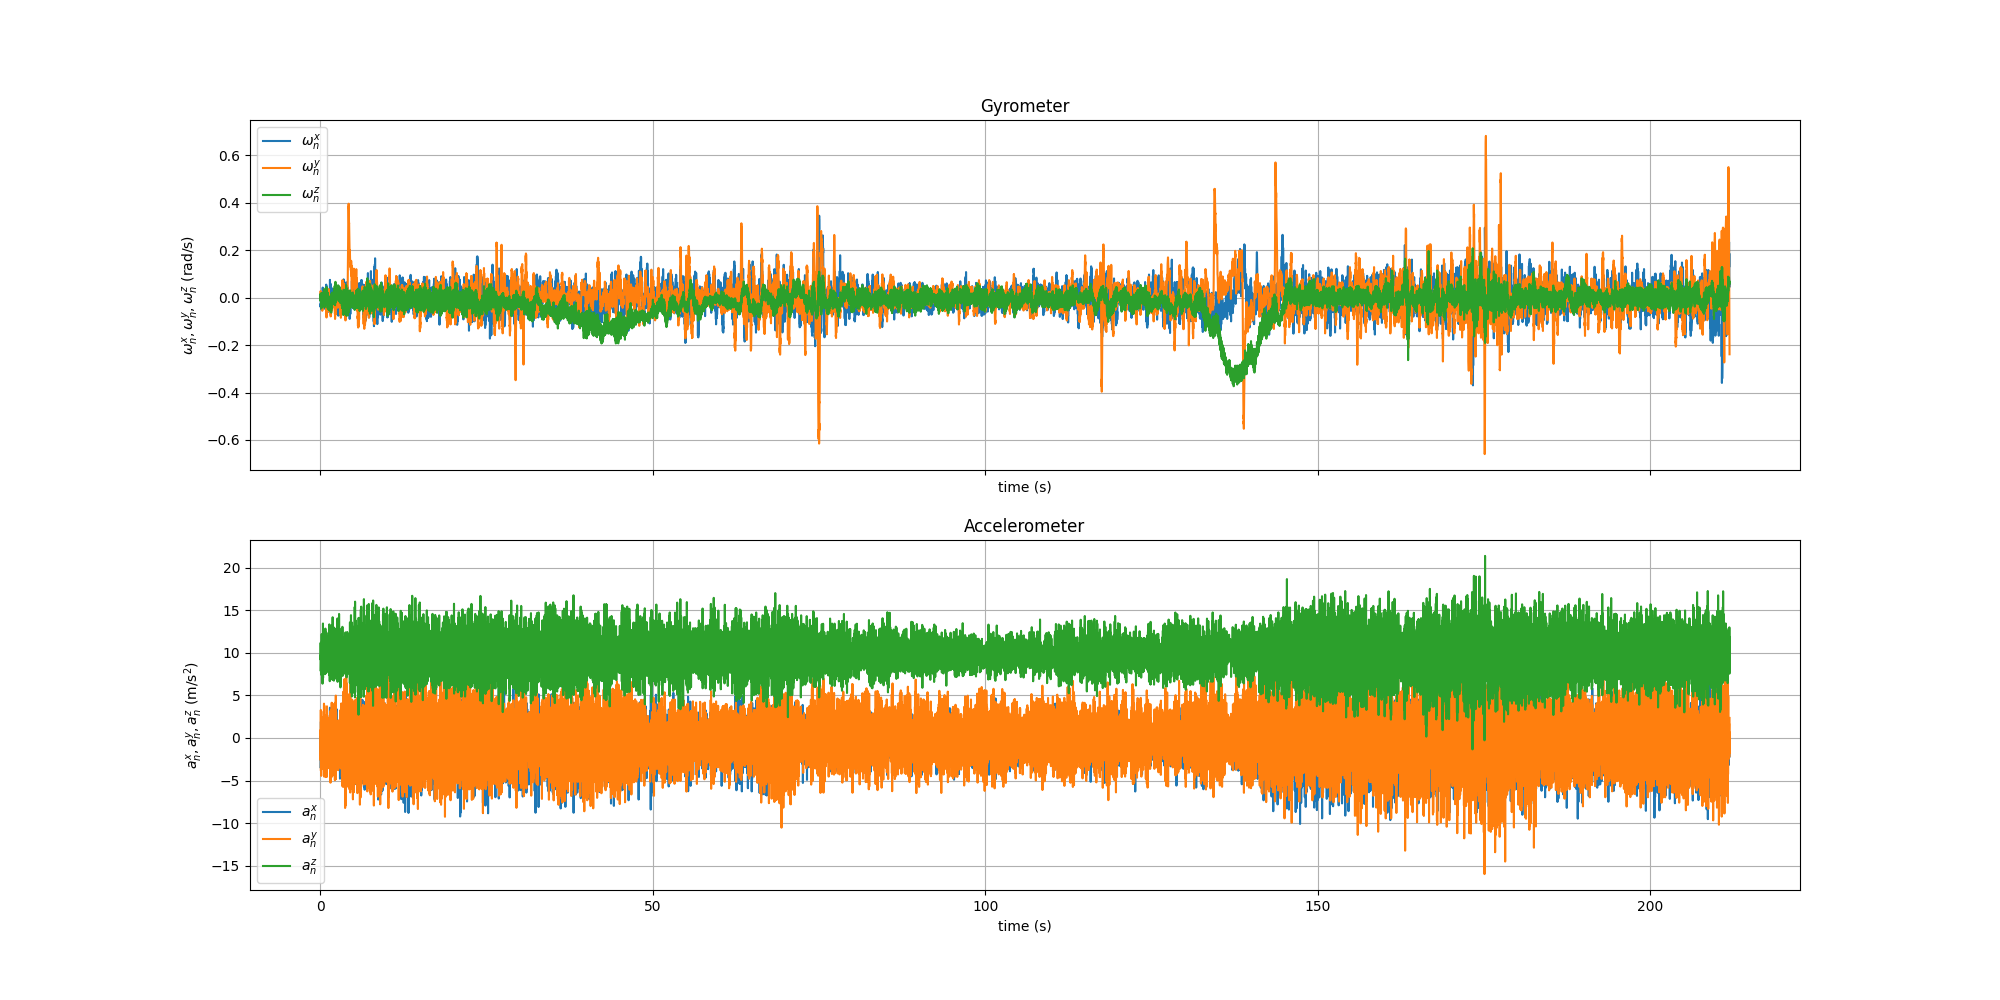 Gyrometer
ω_n^x
ω_n^y
ω_n^z
ω_n^x, ω_n^y, ω_n^z (rad/s)
0.6
0.4
0.2
0.0
−0.2
−0.4
−0.6
time (s)
Accelerometer
a_n^x, a_n^y, a_n^z (m/s²)
20
15
10
5
0
−5
−10
−15
a_n^x
a_n^y
a_n^z
0 50 100 150 200
time (s)